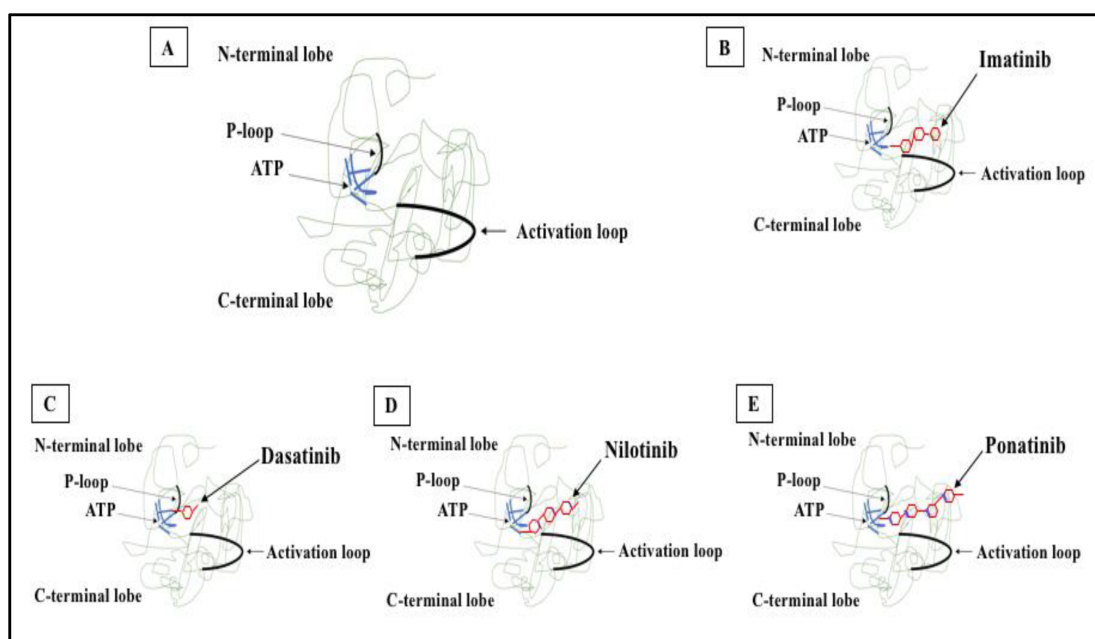 A
N-terminal lobe
P-loop
ATP
Activation loop
C-terminal lobe
B
N-terminal lobe
Imatinib
P-loop
ATP
Activation loop
C-terminal lobe
C
N-terminal lobe
Dasatinib
P-loop
ATP
Activation loop
C-terminal lobe
D
N-terminal lobe
Nilotinib
P-loop
ATP
Activation loop
C-terminal lobe
E
N-terminal lobe
Ponatinib
P-loop
ATP
Activation loop
C-terminal lobe